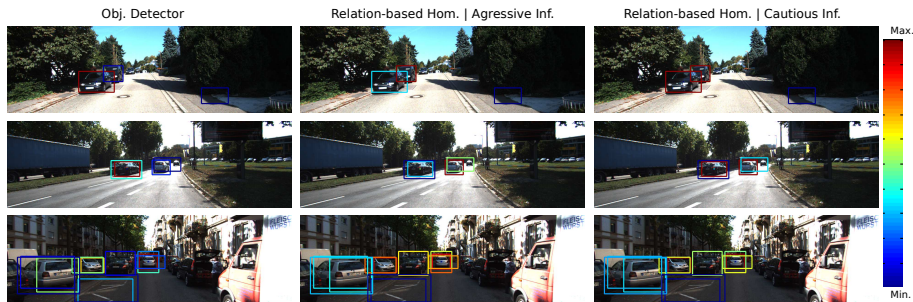 Obj. Detector
Relation-based Hom. | Agressive Inf.
Relation-based Hom. | Cautious Inf.
Max.
Min.